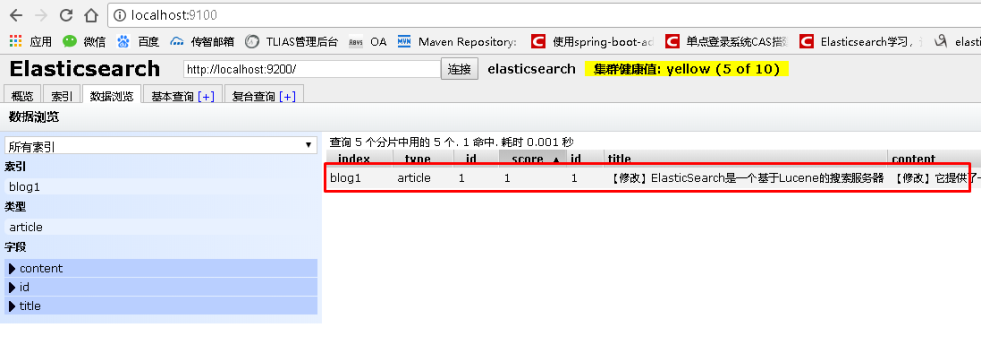 localhost:9100
应用 微信 百度 传智邮箱 TLIAS管理后台 OA Maven Repository: 使用spring-boot-ad 单点登录系统CAS搭 Elasticsearch学习, elasti
Elasticsearch http://localhost:9200/ 连接 elasticsearch 集群健康值: yellow (5 of 10)
概览 索引 数据浏览 基本查询 [+] 复合查询 [+]
数据浏览
所有索引
索引
blog1
类型
article
字段
content
id
title
查询 5 个分片中用的 5 个. 1 命中. 耗时 0.001 秒
_index _type _id _score id title content
blog1 article 1 1 1 【修改】ElasticSearch是一个基于Lucene的搜索服务器 【修改】它提供了一